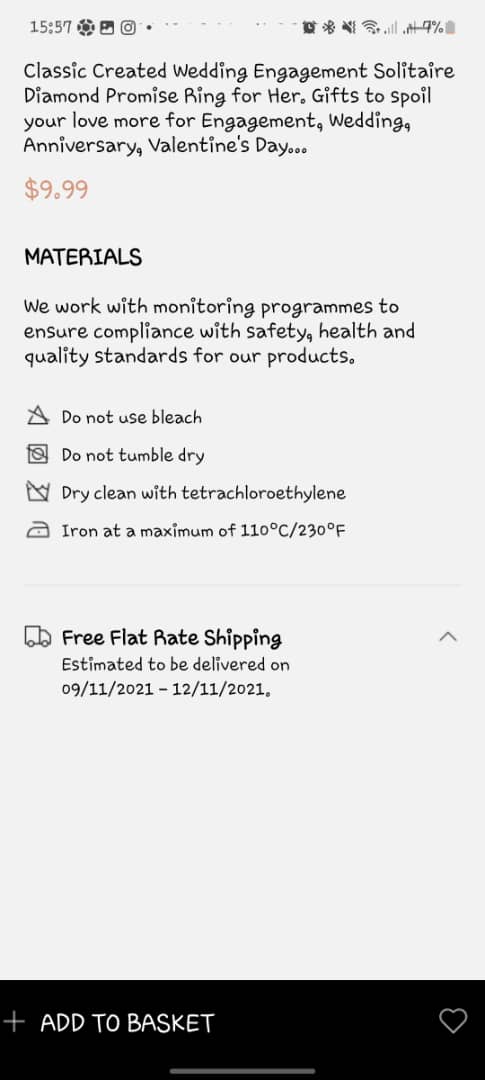 15:57
Classic Created Wedding Engagement Solitaire
Diamond Promise Ring for Her. Gifts to spoil
your love more for Engagement, Wedding,
Anniversary, Valentine's Day...
$9.99
MATERIALS
We work with monitoring programmes to
ensure compliance with safety, health and
quality standards for our products.
Do not use bleach
Do not tumble dry
Dry clean with tetrachloroethylene
Iron at a maximum of 110°C/230°F
Free Flat Rate Shipping
Estimated to be delivered on
09/11/2021 – 12/11/2021.
+ ADD TO BASKET